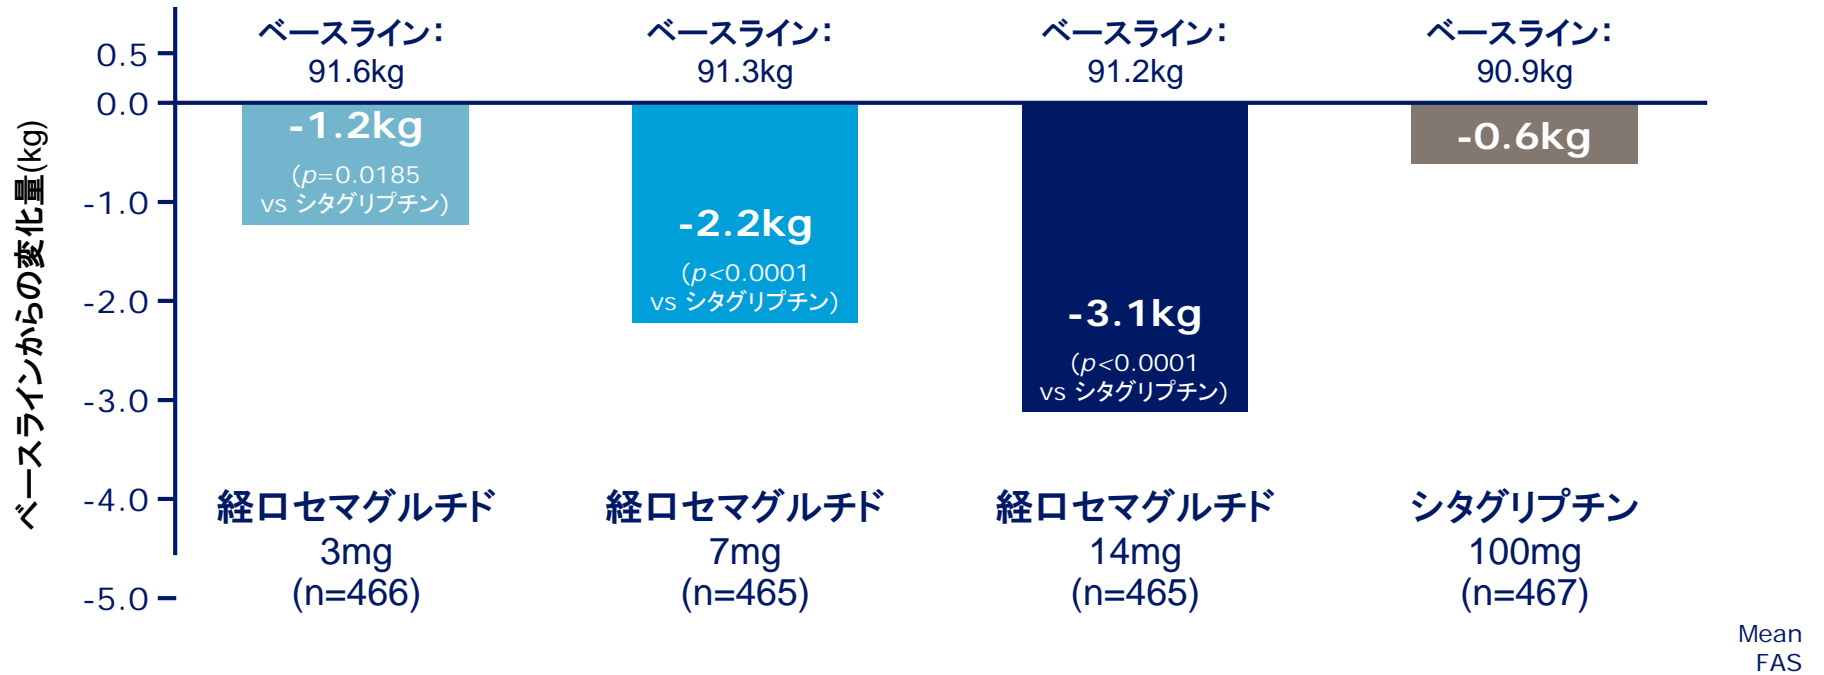 ベースラインからの変化量(kg)
0.5
0.0
-1.0
-2.0
-3.0
-4.0
-5.0
ベースライン:
91.6kg
-1.2kg
(p=0.0185
vs シタグリプチン)
経口セマグルチド
3mg
(n=466)
ベースライン:
91.3kg
-2.2kg
(p<0.0001
vs シタグリプチン)
経口セマグルチド
7mg
(n=465)
ベースライン:
91.2kg
-3.1kg
(p<0.0001
vs シタグリプチン)
経口セマグルチド
14mg
(n=465)
ベースライン:
90.9kg
-0.6kg
シタグリプチン
100mg
(n=467)
Mean
FAS